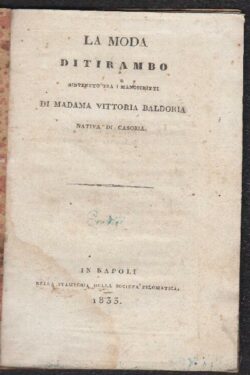 LA MODA
DITIRAMBO
RINVENUTO TRA I MANOSCRITTI
DI MADAMA VITTORIA BALDORIA
NATIVA DI CASORIA.
IN NAPOLI
NELLA STAMPERIA DELLA SOCIETÀ FILOMATICA.
1833.